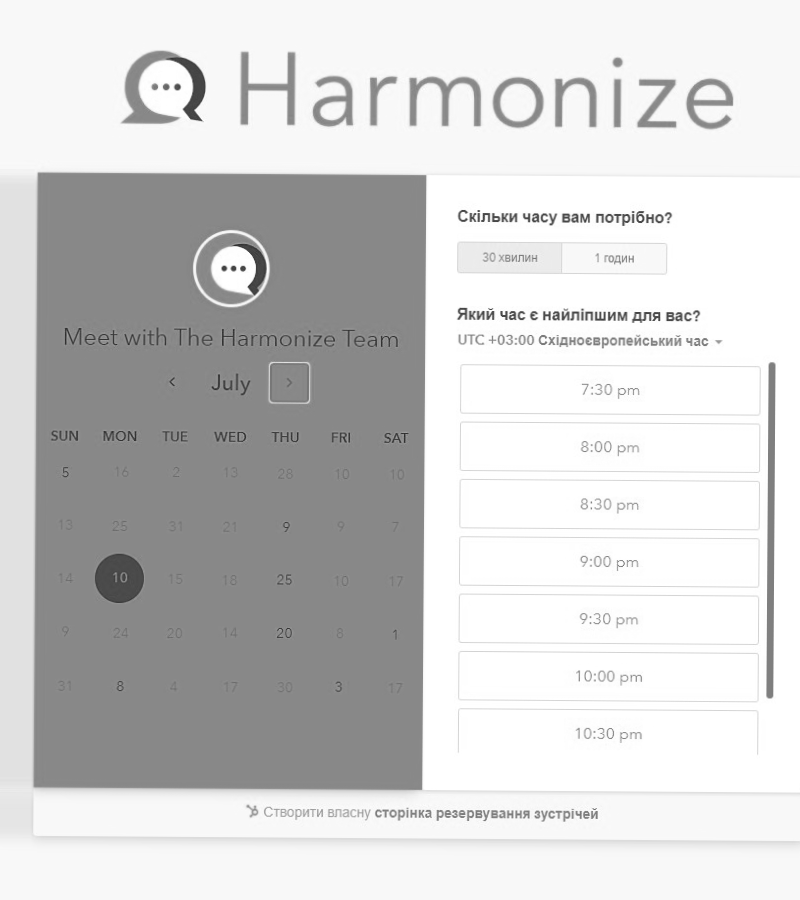 Harmonize
Meet with The Harmonize Team
July
SUN MON TUE WED THU FRI SAT
5 16 2 13 28 10 10
13 25 31 21 9 9 7
14 10 15 18 25 10 17
9 24 20 14 20 8 1
31 8 4 17 30 3 17
Скільки часу вам потрібно?
30 хвилин 1 годин
Який час є найліпшим для вас?
UTC +03:00 Східноєвропейський час
7:30 pm
8:00 pm
8:30 pm
9:00 pm
9:30 pm
10:00 pm
10:30 pm
Створити власну сторінка резервування зустрічей